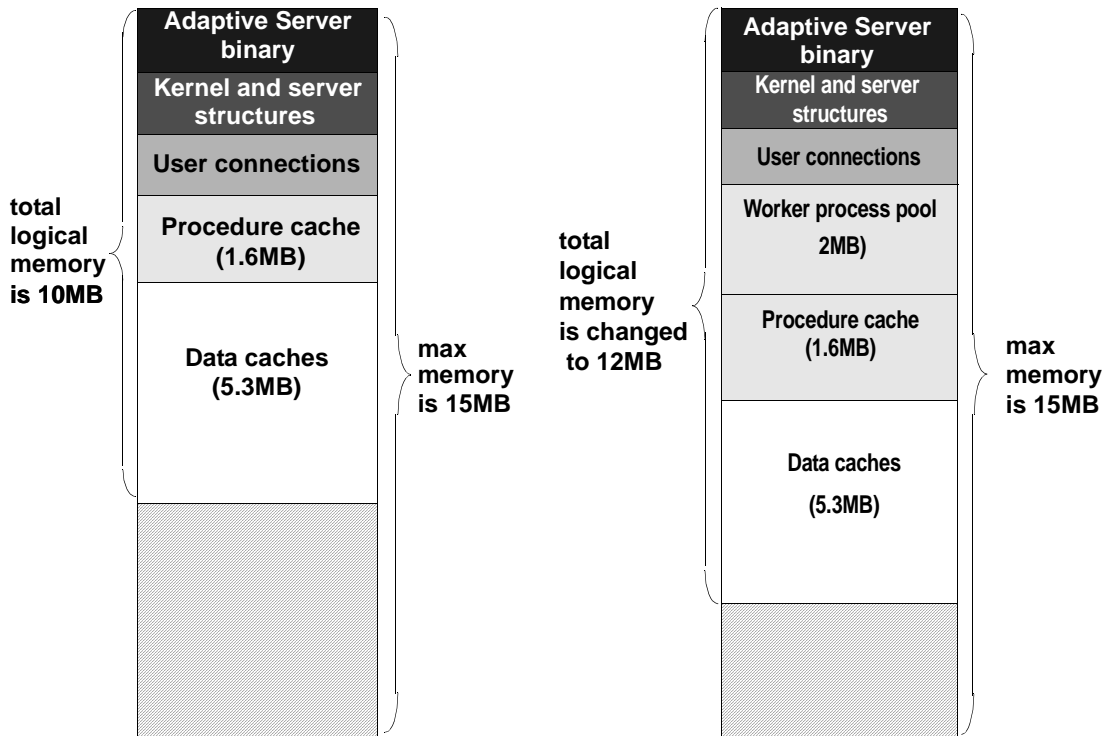 Adaptive Server
binary
Kernel and server
structures
User connections
Procedure cache
(1.6MB)
Data caches
(5.3MB)
total
logical
memory
is 10MB
max
memory
is 15MB
Adaptive Server
binary
Kernel and server
structures
User connections
Worker process pool
2MB)
Procedure cache
(1.6MB)
Data caches
(5.3MB)
total
logical
memory
is changed
to 12MB
max
memory
is 15MB